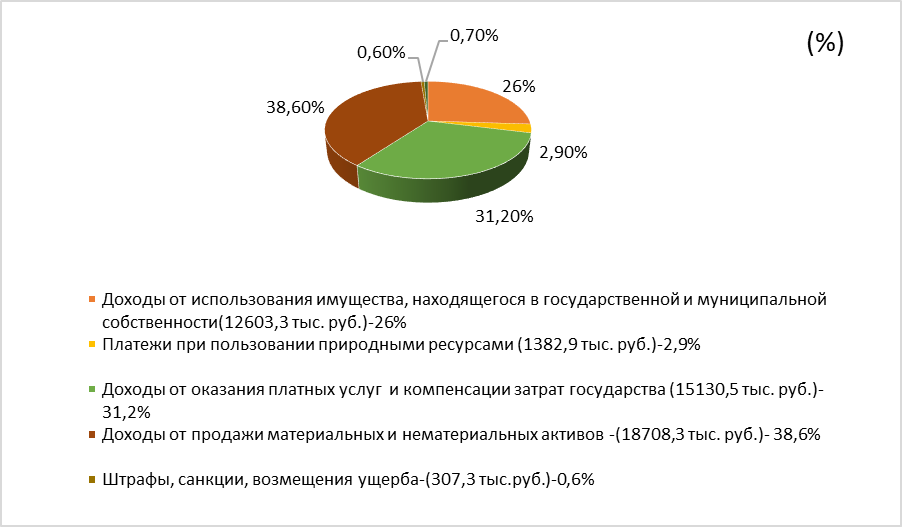 (%)
0,70%
0,60%
26%
38,60%
2,90%
31,20%
Доходы от использования имущества, находящегося в государственной и муниципальной
собственности(12603,3 тыс. руб.)-26%
Платежи при пользовании природными ресурсами (1382,9 тыс. руб.)-2,9%
Доходы от оказания платных услуг и компенсации затрат государства (15130,5 тыс. руб.)-
31,2%
Доходы от продажи материальных и нематериальных активов -(18708,3 тыс. руб.)- 38,6%
Штрафы, санкции, возмещения ущерба-(307,3 тыс.руб.)-0,6%